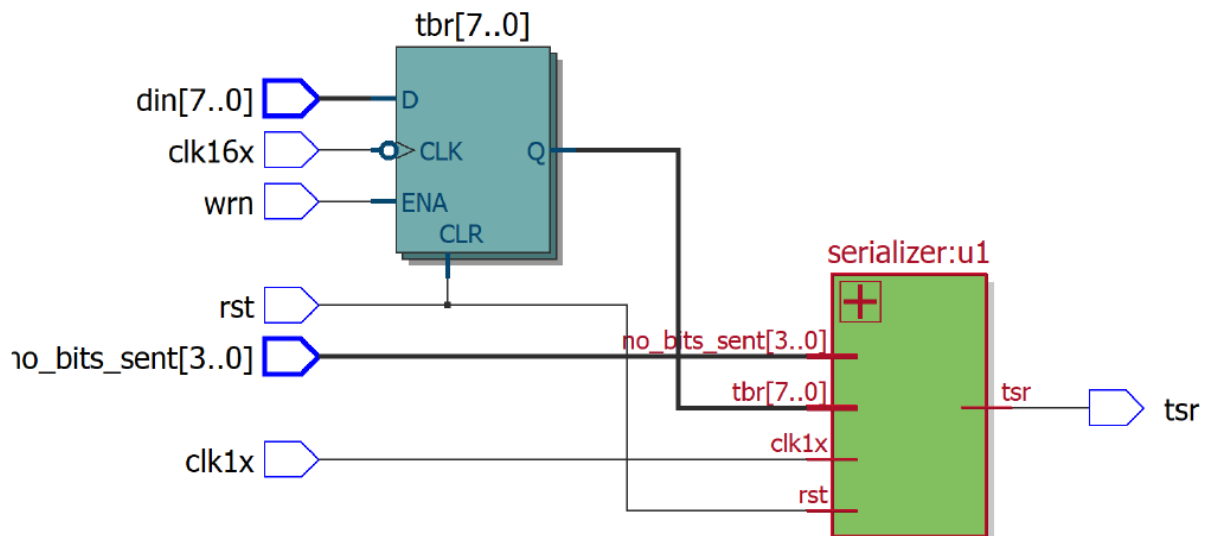 tbr[7..0]
din[7..0]
D
clk16x
CLK
Q
wrn
ENA
CLR
serializer:u1
rst
no_bits_sent[3..0]
no_bits_sent[3..0]
tbr[7..0]
tsr
tsr
clk1x
clk1x
rst